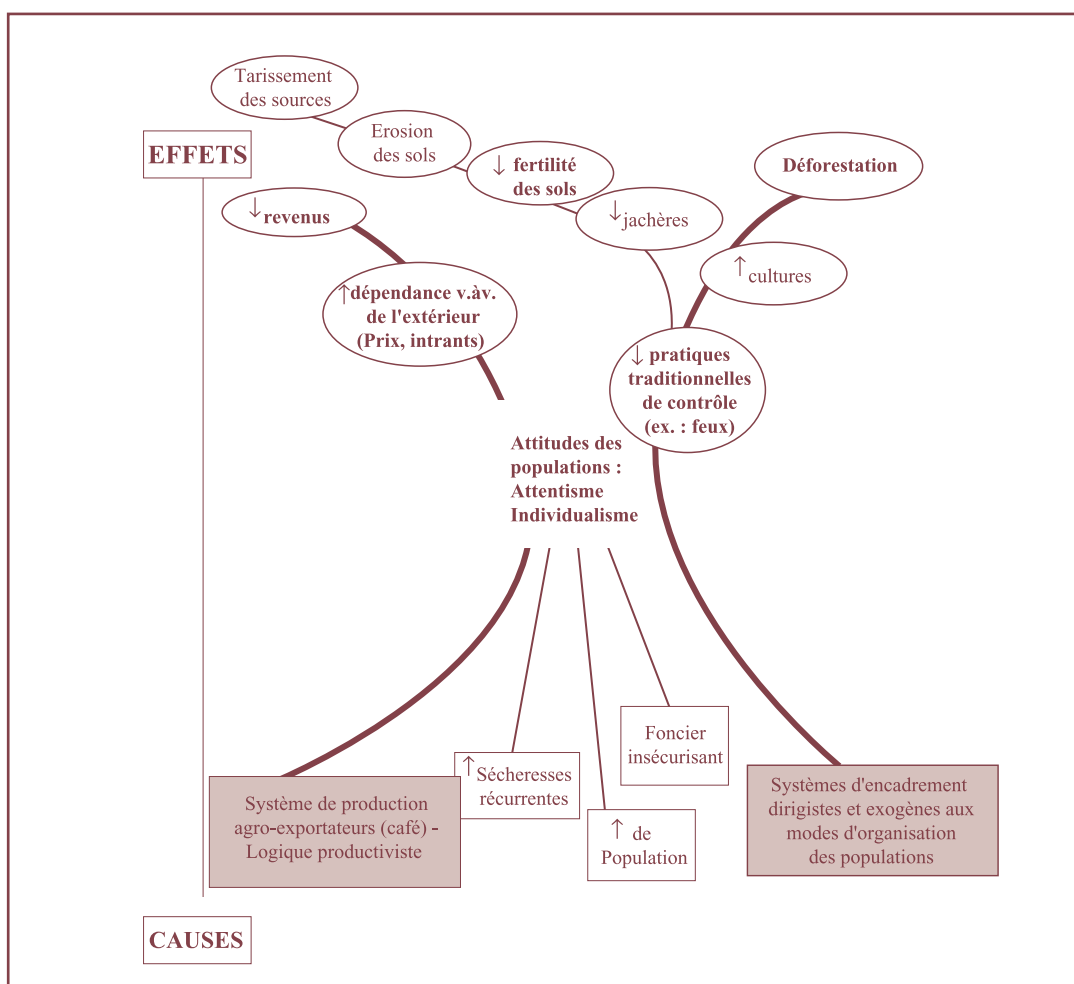 Tarissement
des sources
Erosion
des sols
EFFETS
↓ fertilité
des sols
Déforestation
↓ revenus
↓ jachères
↑ cultures
↑ dépendance v.àv.
de l'extérieur
(Prix, intrants)
↓ pratiques
traditionnelles
de contrôle
(ex. : feux)
Attitudes des
populations :
Attentisme
Individualisme
Foncier
insécurisant
↑ Sécheresses
récurrentes
Système de production
agro-exportateurs (café) -
Logique productiviste
↑ de
Population
Systèmes d'encadrement
dirigistes et exogènes aux
modes d'organisation
des populations
CAUSES